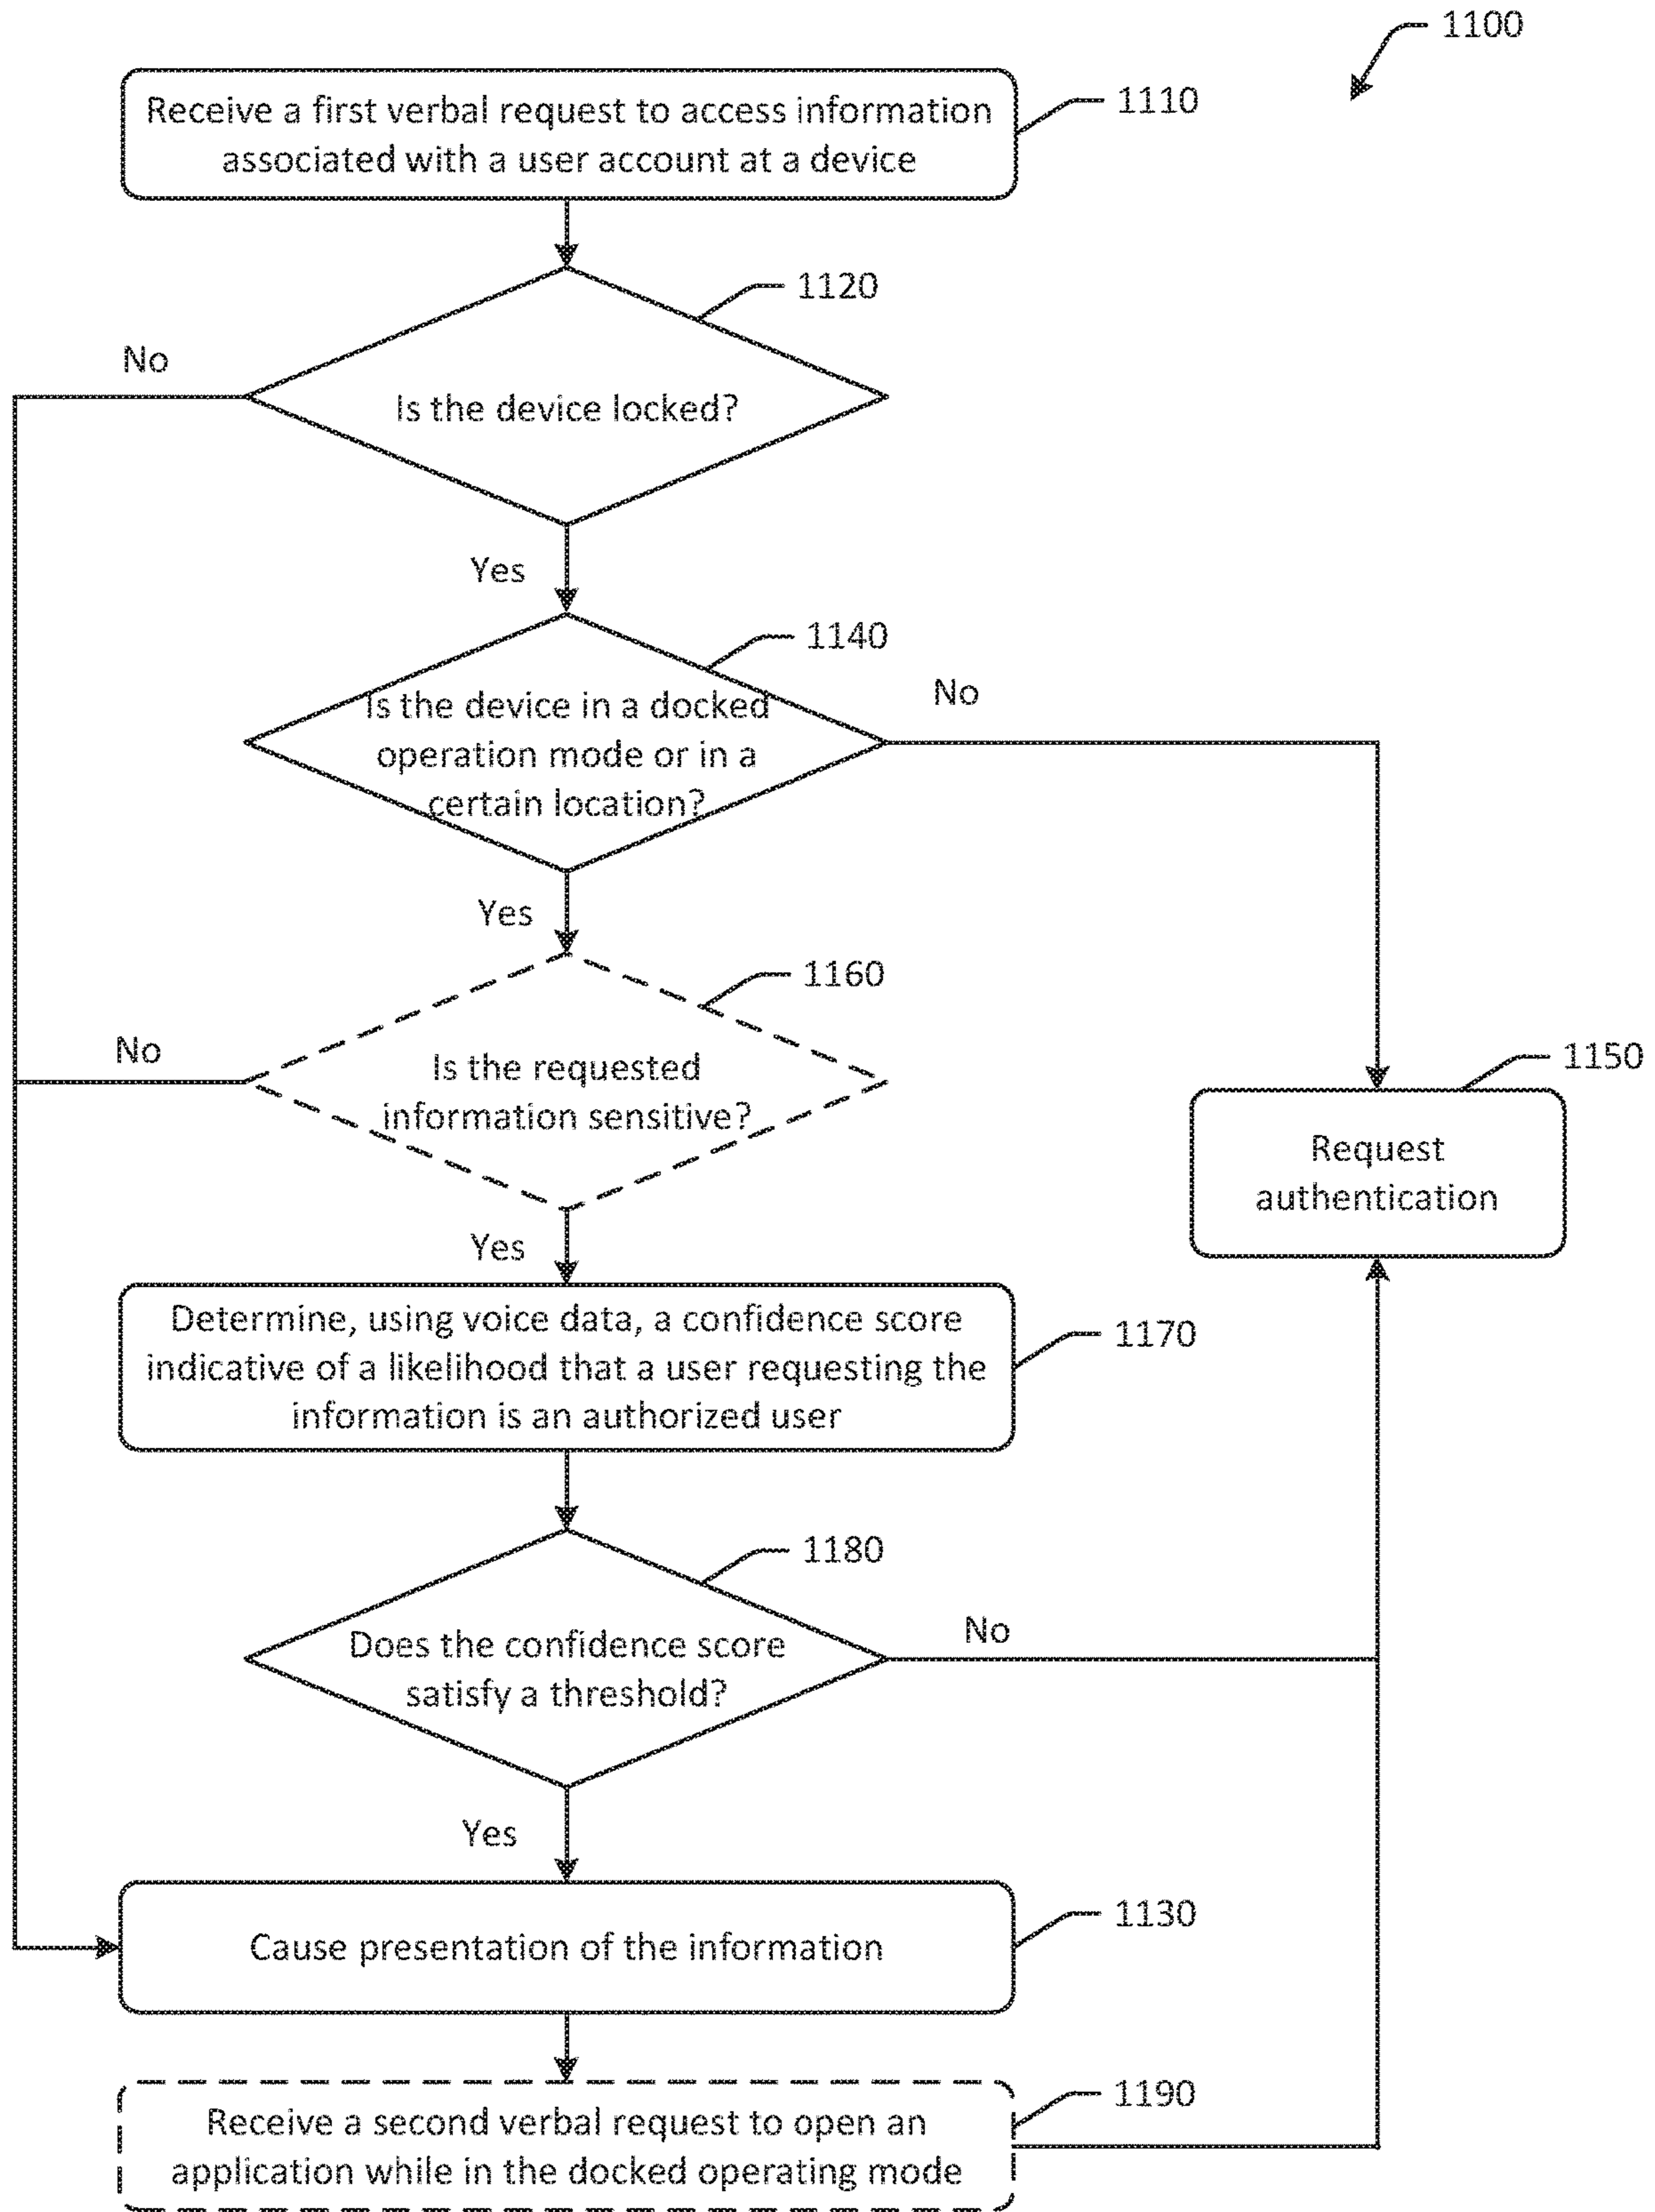 1100
Receive a first verbal request to access information
associated with a user account at a device
1110
1120
No
Is the device locked?
Yes
1140
Is the device in a docked
operation mode or in a
certain location?
No
Yes
1160
No
Is the requested
information sensitive?
1150
Request
authentication
Yes
Determine, using voice data, a confidence score
indicative of a likelihood that a user requesting the
information is an authorized user
1170
1180
Does the confidence score
satisfy a threshold?
No
Yes
1130
Cause presentation of the information
1190
Receive a second verbal request to open an
application while in the docked operating mode